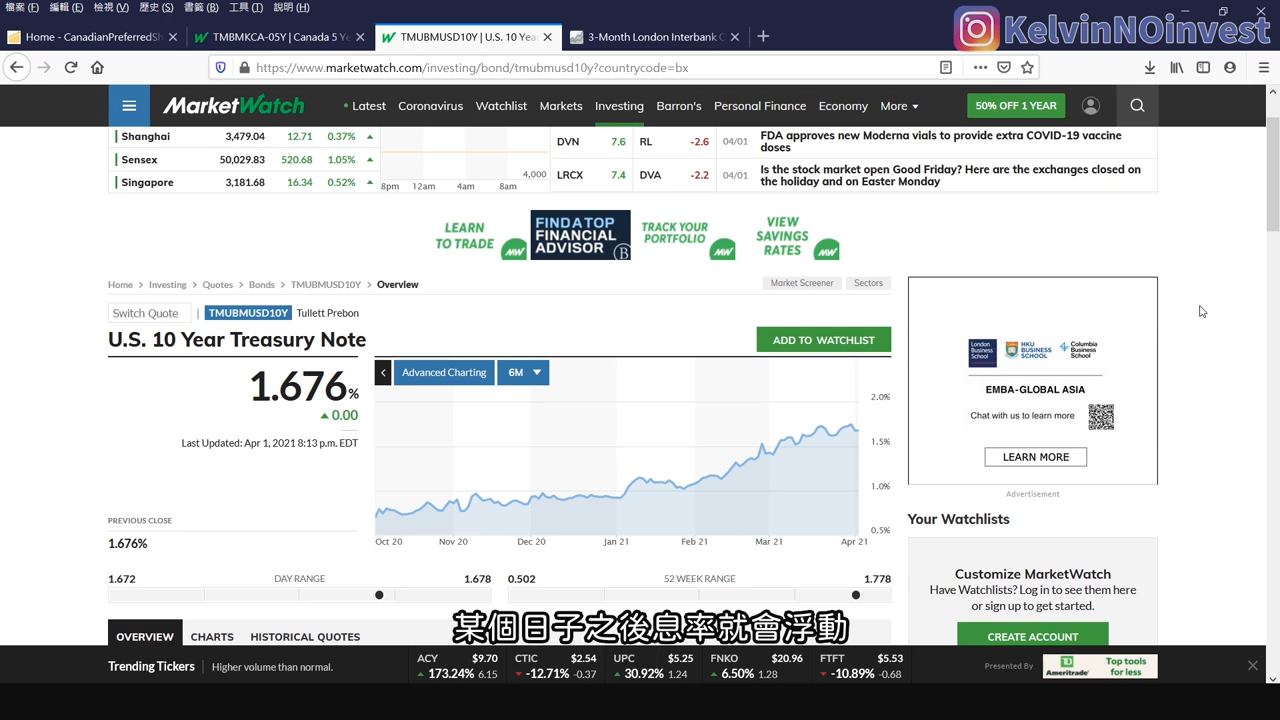 檔案 (F) 編輯 (E) 檢視 (V) 歷史 (S) 書籤 (B) 工具 (T) 說明 (H)
KelvinNOinvest
Home - CanadianPreferredSh
TMBMKCA-05Y | Canada 5 Ye
TMUBMUSD10Y | U.S. 10 Year
3-Month London Interbank O
https://www.marketwatch.com/investing/bond/tmubmusd10y?countrycode=bx
MarketWatch
Latest Coronavirus Watchlist Markets Investing Barron's Personal Finance Economy More
50% OFF 1 YEAR
Shanghai 3,479.04 12.71 0.37%
Sensex 50,029.83 520.68 1.05%
Singapore 3,181.68 16.34 0.52%
4,000
8pm 12am 4am 8am
DVN 7.6 RL -2.6
LRCX 7.4 DVA -2.2
04/01 FDA approves new Moderna vials to provide extra COVID-19 vaccine
doses
04/01 Is the stock market open Good Friday? Here are the exchanges closed on
the holiday and on Easter Monday
LEARN
TO TRADE
MW
FIND A TOP
FINANCIAL
ADVISOR
B
TRACK YOUR
PORTFOLIO
MW
VIEW
SAVINGS
RATES
MW
Home > Investing > Quotes > Bonds > TMUBMUSD10Y > Overview
Market Screener Sectors
Switch Quote | TMUBMUSD10Y Tullett Prebon
U.S. 10 Year Treasury Note
ADD TO WATCHLIST
1.676%
0.00
Last Updated: Apr 1, 2021 8:13 p.m. EDT
Advanced Charting 6M
2.0%
1.5%
1.0%
0.5%
Oct 20 Nov 20 Dec 20 Jan 21 Feb 21 Mar 21 Apr 21
PREVIOUS CLOSE
1.676%
1.672 DAY RANGE 1.678
0.502 52 WEEK RANGE 1.778
OVERVIEW CHARTS HISTORICAL QUOTES
London
Business
School
HKU
BUSINESS
SCHOOL
Columbia
Business
School
EMBA-GLOBAL ASIA
Chat with us to learn more
LEARN MORE
Advertisement
Your Watchlists
Customize MarketWatch
Have Watchlists? Log in to see them here
or sign up to get started.
CREATE ACCOUNT
某個日子之後息率就會浮動
Trending Tickers | Higher volume than normal.
ACY $9.70
173.24% 6.15
CTIC $2.54
-12.71% -0.37
UPC $5.25
30.92% 1.24
FNKO $20.96
6.50% 1.28
FTFT $5.53
-10.89% -0.68
Presented By
TD
Ameritrade
Top tools
for less